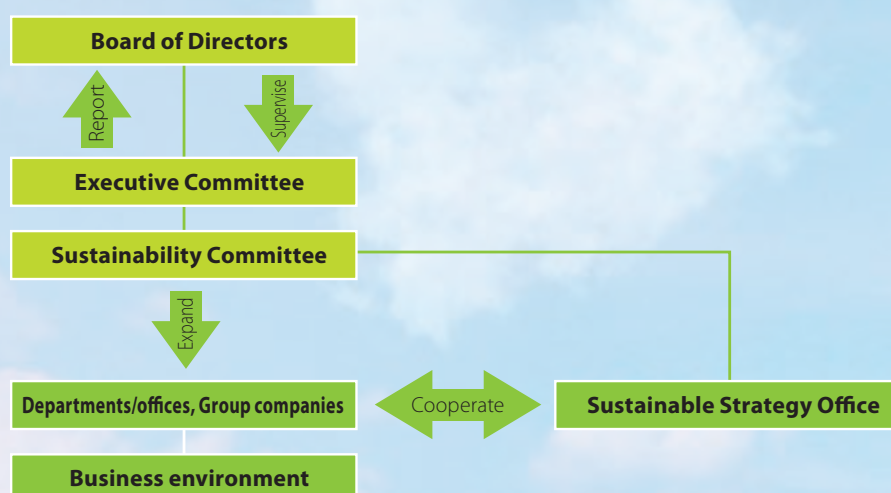 Board of Directors
Report
Supervise
Executive Committee
Sustainability Committee
Expand
Departments/offices, Group companies
Cooperate
Sustainable Strategy Office
Business environment